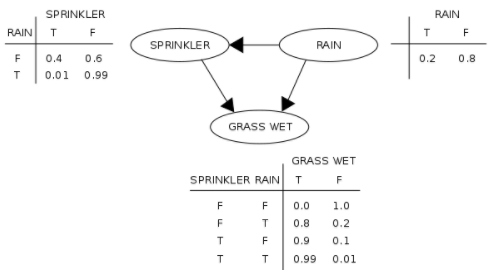 SPRINKLER
RAIN T F
F 0.4 0.6
T 0.01 0.99
SPRINKLER
RAIN
RAIN
T F
0.2 0.8
GRASS WET
GRASS WET
SPRINKLER RAIN T F
F F 0.0 1.0
F T 0.8 0.2
T F 0.9 0.1
T T 0.99 0.01